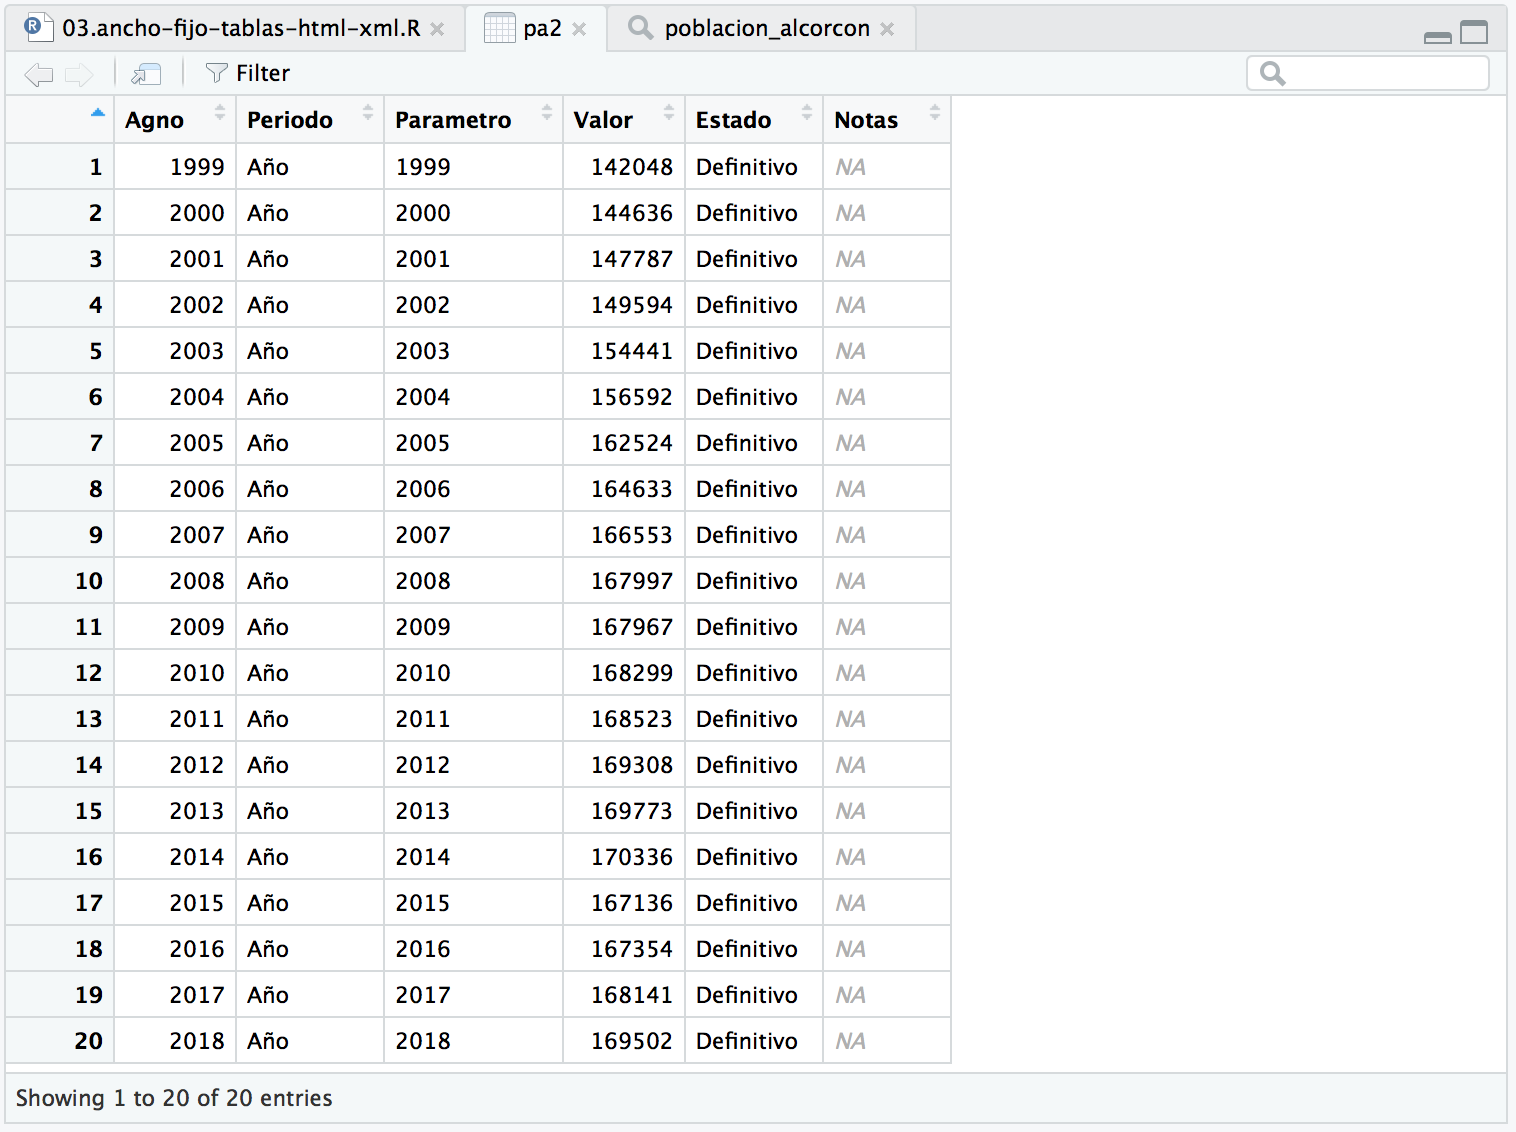 03.ancho-fijo-tablas-html-xml.R pa2 poblacion_alcorcon
Filter
Agno Periodo Parametro Valor Estado Notas
1 1999 Año 1999 142048 Definitivo NA
2 2000 Año 2000 144636 Definitivo NA
3 2001 Año 2001 147787 Definitivo NA
4 2002 Año 2002 149594 Definitivo NA
5 2003 Año 2003 154441 Definitivo NA
6 2004 Año 2004 156592 Definitivo NA
7 2005 Año 2005 162524 Definitivo NA
8 2006 Año 2006 164633 Definitivo NA
9 2007 Año 2007 166553 Definitivo NA
10 2008 Año 2008 167997 Definitivo NA
11 2009 Año 2009 167967 Definitivo NA
12 2010 Año 2010 168299 Definitivo NA
13 2011 Año 2011 168523 Definitivo NA
14 2012 Año 2012 169308 Definitivo NA
15 2013 Año 2013 169773 Definitivo NA
16 2014 Año 2014 170336 Definitivo NA
17 2015 Año 2015 167136 Definitivo NA
18 2016 Año 2016 167354 Definitivo NA
19 2017 Año 2017 168141 Definitivo NA
20 2018 Año 2018 169502 Definitivo NA
Showing 1 to 20 of 20 entries